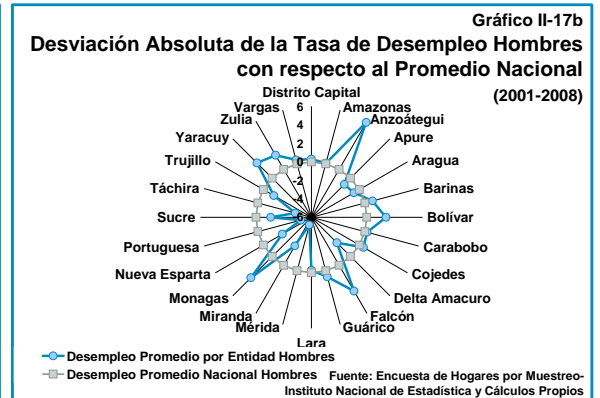 Gráfico II-17b
Desviación Absoluta de la Tasa de Desempleo Hombres
con respecto al Promedio Nacional
(2001-2008)
Distrito Capital
Vargas
Amazonas
Zulia
Anzoátegui
Yaracuy
Apure
Trujillo
Aragua
Táchira
Barinas
Sucre
Bolívar
Portuguesa
Carabobo
Nueva Esparta
Cojedes
Monagas
Delta Amacuro
Miranda
Falcón
Mérida
Guárico
Lara
6
4
2
0
-2
-4
-6
Desempleo Promedio por Entidad Hombres
Desempleo Promedio Nacional Hombres
Fuente: Encuesta de Hogares por Muestreo-
Instituto Nacional de Estadística y Cálculos Propios